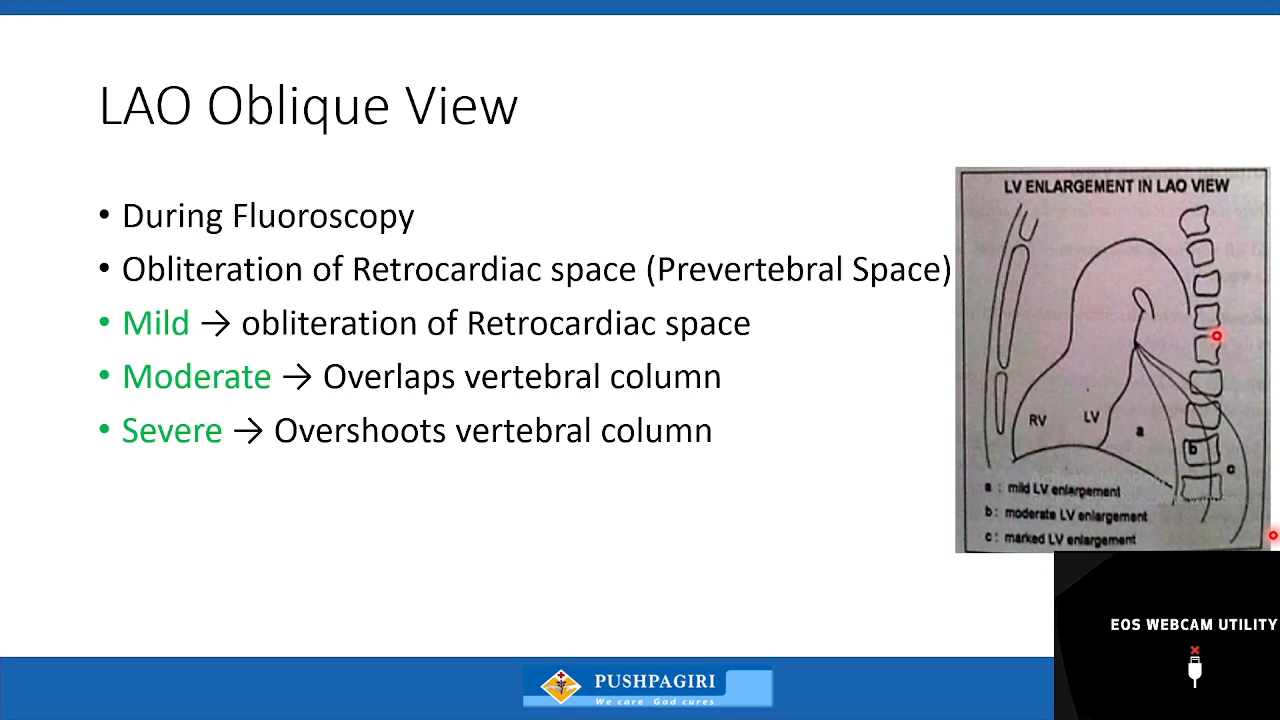 LAO Oblique View
• During Fluoroscopy
• Obliteration of Retrocardiac space (Prevertebral Space)
• Mild → obliteration of Retrocardiac space
• Moderate → Overlaps vertebral column
• Severe → Overshoots vertebral column
LV ENLARGEMENT IN LAO VIEW
RV
LV
a
b
c
a : mild LV enlargement
b : moderate LV enlargement
c : marked LV enlargement
EOS WEBCAM UTILITY
PUSHPAGIRI
We care God cures